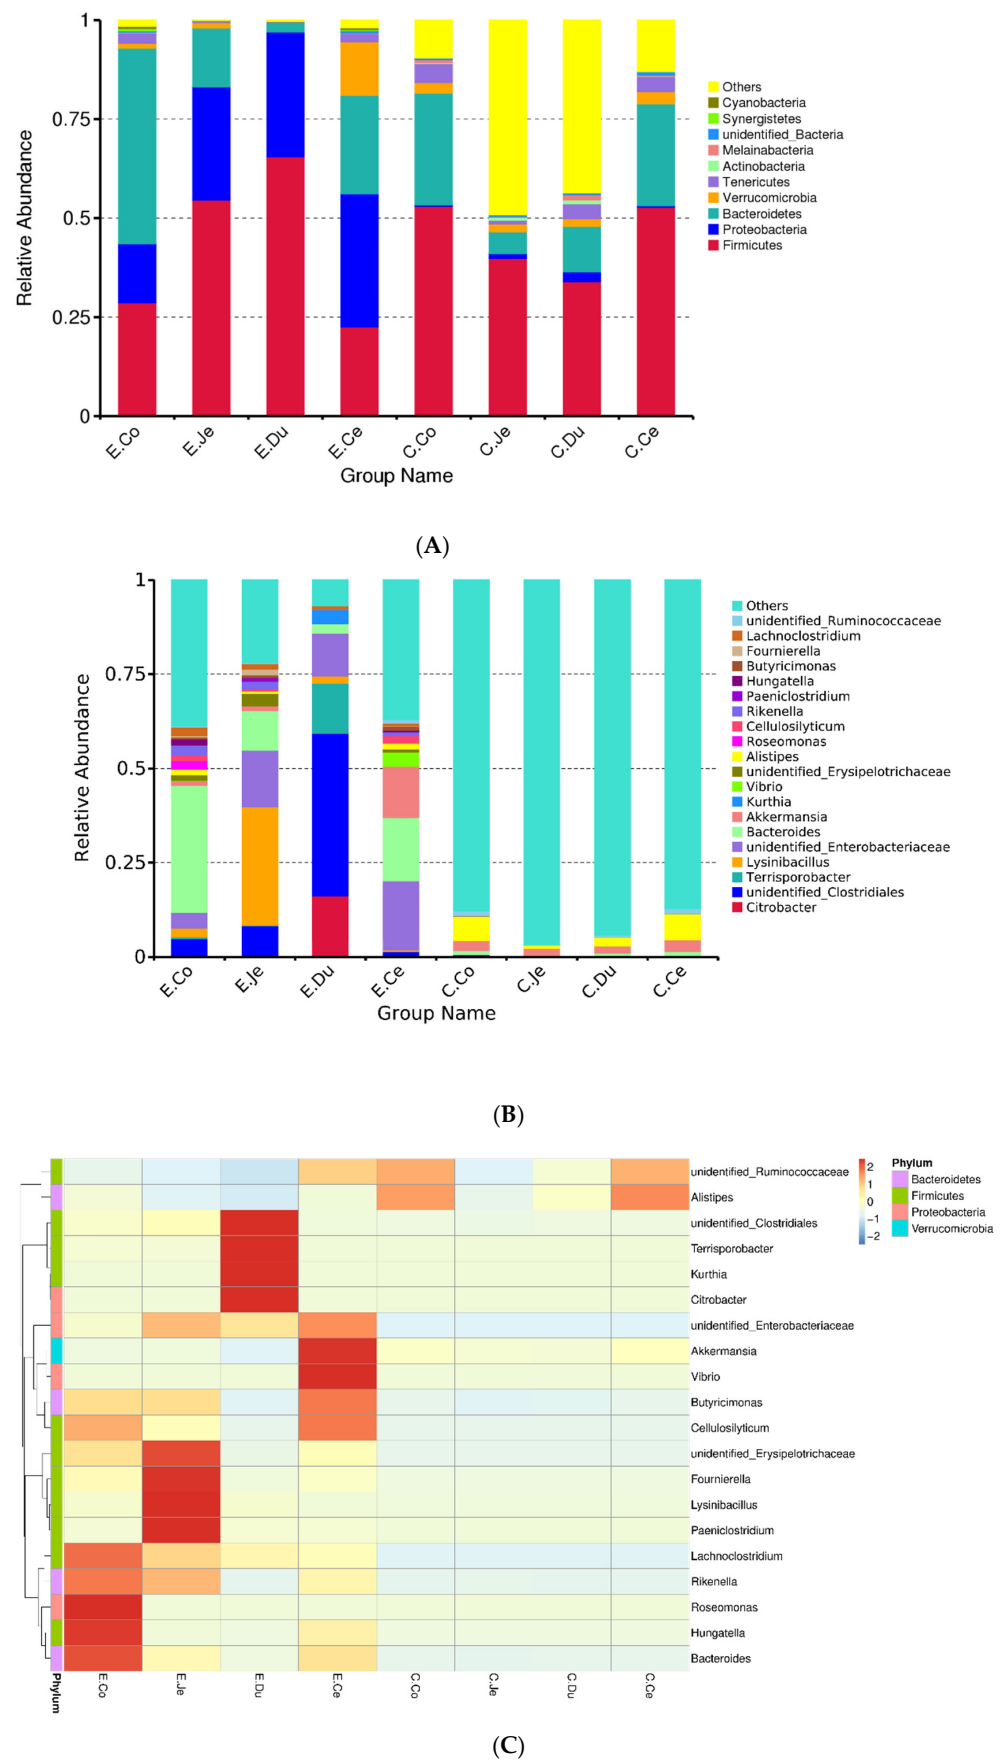 1
0.75
0.5
0.25
0
Relative Abundance
E.Co
E.Je
E.Du
E.Ce
C.Co
C.Je
C.Du
C.Ce
Group Name
Others
Cyanobacteria
Synergistetes
unidentified_Bacteria
Melainabacteria
Actinobacteria
Tenericutes
Verrucomicrobia
Bacteroidetes
Proteobacteria
Firmicutes
(A)
1
0.75
0.5
0.25
0
Relative Abundance
E.Co
E.Je
E.Du
E.Ce
C.Co
C.Je
C.Du
C.Ce
Group Name
Others
unidentified_Ruminococcaceae
Lachnoclostridium
Fournierella
Butyricimonas
Hungatella
Paeniclostridium
Rikenella
Cellulosilyticum
Roseomonas
Alistipes
unidentified_Erysipelotrichaceae
Vibrio
Kurthia
Akkermansia
Bacteroides
unidentified_Enterobacteriaceae
Lysinibacillus
Terrisporobacter
unidentified_Clostridiales
Citrobacter
(B)
unidentified_Ruminococcaceae
Alistipes
unidentified_Clostridiales
Terrisporobacter
Kurthia
Citrobacter
unidentified_Enterobacteriaceae
Akkermansia
Vibrio
Butyricimonas
Cellulosilyticum
unidentified_Erysipelotrichaceae
Fournierella
Lysinibacillus
Paeniclostridium
Lachnoclostridium
Rikenella
Roseomonas
Hungatella
Bacteroides
2
1
0
−1
−2
Phylum
Bacteroidetes
Firmicutes
Proteobacteria
Verrucomicrobia
Phylum
E.Co
E.Je
E.Du
E.Ce
C.Co
C.Je
C.Du
C.Ce
(C)